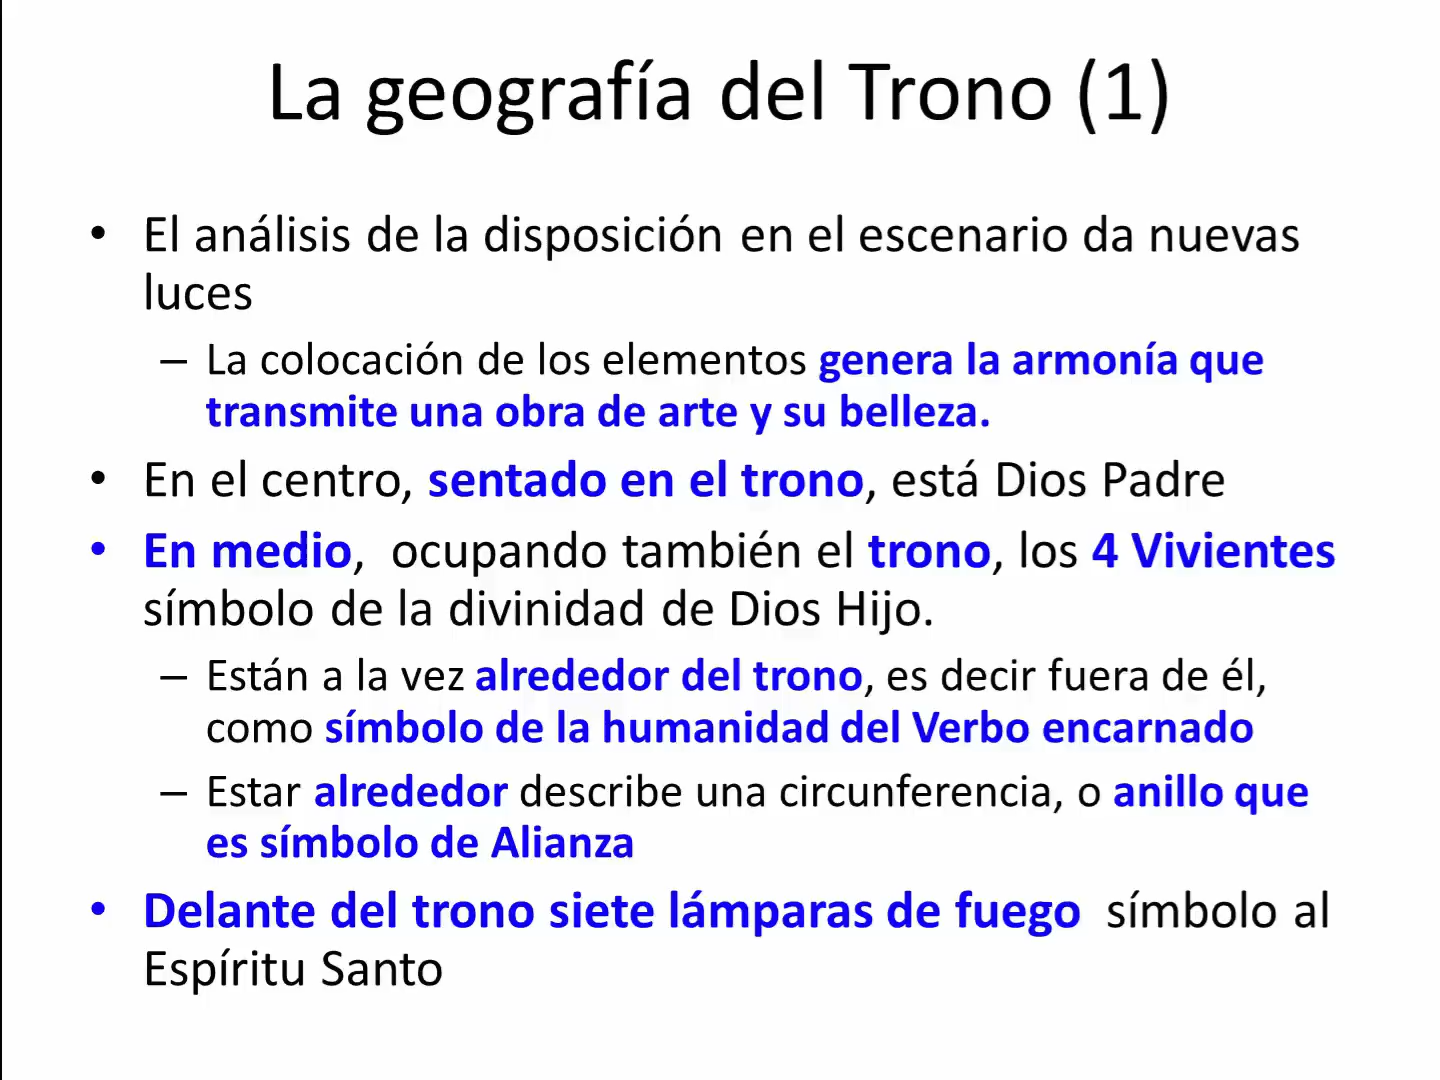 La geografía del Trono (1)
• El análisis de la disposición en el escenario da nuevas
luces
– La colocación de los elementos genera la armonía que
transmite una obra de arte y su belleza.
• En el centro, sentado en el trono, está Dios Padre
• En medio, ocupando también el trono, los 4 Vivientes
símbolo de la divinidad de Dios Hijo.
– Están a la vez alrededor del trono, es decir fuera de él,
como símbolo de la humanidad del Verbo encarnado
– Estar alrededor describe una circunferencia, o anillo que
es símbolo de Alianza
• Delante del trono siete lámparas de fuego símbolo al
Espíritu Santo